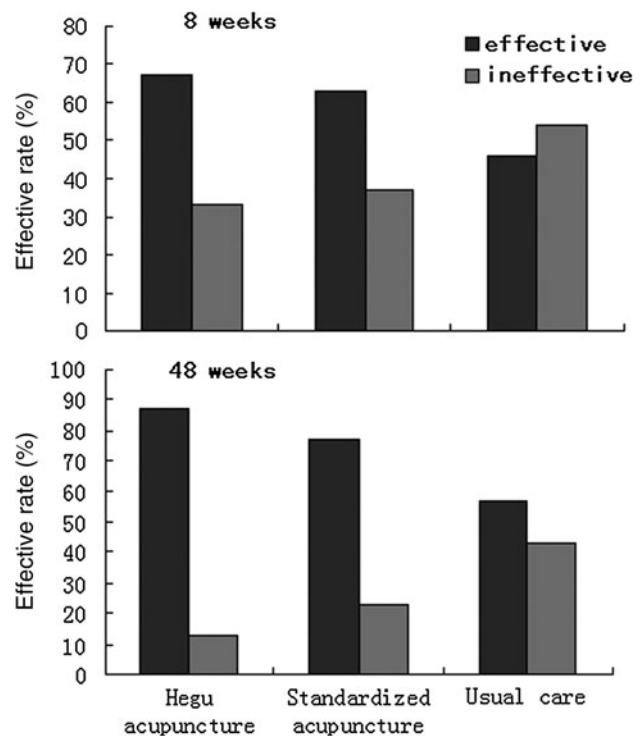 8 weeks
effective
ineffective
Effective rate (%)
80
70
60
50
40
30
20
10
0
48 weeks
Effective rate (%)
100
90
80
70
60
50
40
30
20
10
0
Hegu
acupuncture
Standardized
acupuncture
Usual care